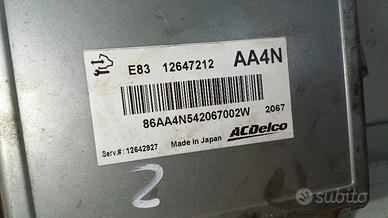 E83 12647212 AA4N
86AA4N542067002W 2067
Serv.#: 12642927 Made in Japan ACDelco
2
subito